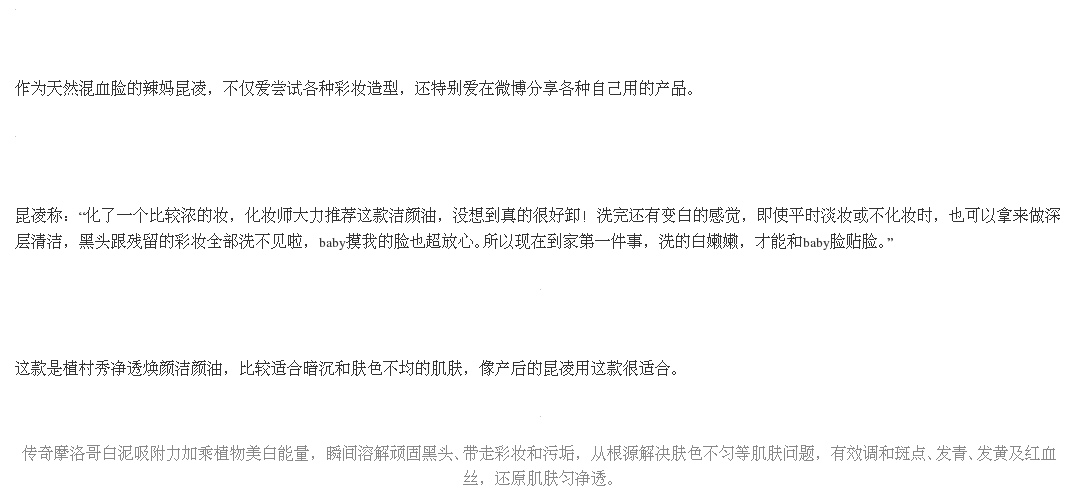 作为天然混血脸的辣妈昆凌，不仅爱尝试各种彩妆造型，还特别爱在微博分享各种自己用的产品。
昆凌称：“化了一个比较浓的妆，化妆师大力推荐这款洁颜油，没想到真的很好卸！洗完还有变白的感觉，即使平时淡妆或不化妆时，也可以拿来做深
层清洁，黑头跟残留的彩妆全部洗不见啦，baby摸我的脸也超放心。所以现在到家第一件事，洗的白嫩嫩，才能和baby脸贴脸。”
这款是植村秀净透焕颜洁颜油，比较适合暗沉和肤色不均的肌肤，像产后的昆凌用这款很适合。
传奇摩洛哥白泥吸附力加乘植物美白能量，瞬间溶解顽固黑头、带走彩妆和污垢，从根源解决肤色不匀等肌肤问题，有效调和斑点、发青、发黄及红血
丝，还原肌肤匀净透。